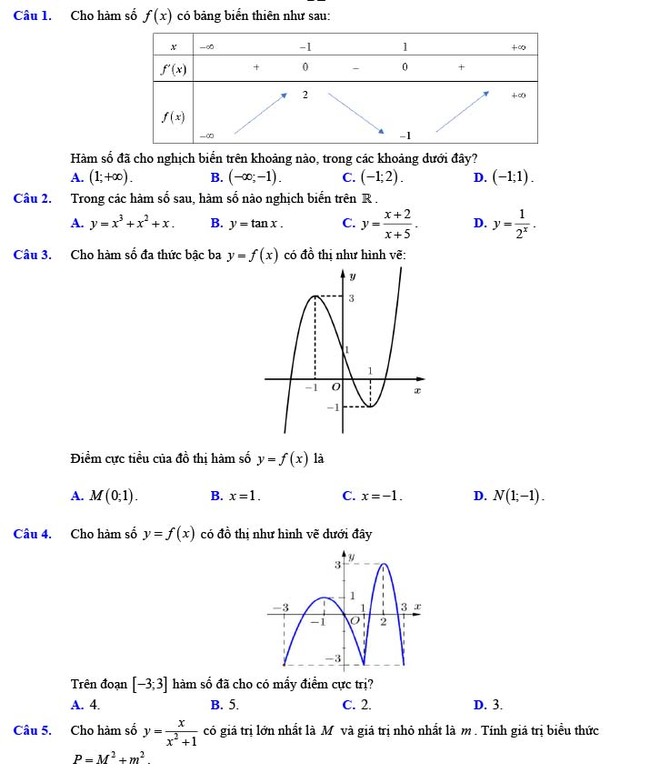 Câu 1. Cho hàm số f(x) có bảng biến thiên như sau:
x −∞ −1 1 +∞
f'(x) + 0 − 0 +
2 +∞
f(x)
−∞ −1
Hàm số đã cho nghịch biến trên khoảng nào, trong các khoảng dưới đây?
A. (1;+∞). B. (−∞;−1). C. (−1;2). D. (−1;1).
Câu 2. Trong các hàm số sau, hàm số nào nghịch biến trên ℝ.
A. y = x³ + x² + x. B. y = tan x. C. y = (x+2)/(x+5). D. y = 1/2ˣ.
Câu 3. Cho hàm số đa thức bậc ba y = f(x) có đồ thị như hình vẽ:
y
3
1
1
−1 O x
−1
Điểm cực tiểu của đồ thị hàm số y = f(x) là
A. M(0;1). B. x = 1. C. x = −1. D. N(1;−1).
Câu 4. Cho hàm số y = f(x) có đồ thị như hình vẽ dưới đây
3 y
1
−3 1 3 x
−1 O 2
−3
Trên đoạn [−3;3] hàm số đã cho có mấy điểm cực trị?
A. 4. B. 5. C. 2. D. 3.
Câu 5. Cho hàm số y = x/(x²+1) có giá trị lớn nhất là M và giá trị nhỏ nhất là m. Tính giá trị biểu thức
P = M² + m².